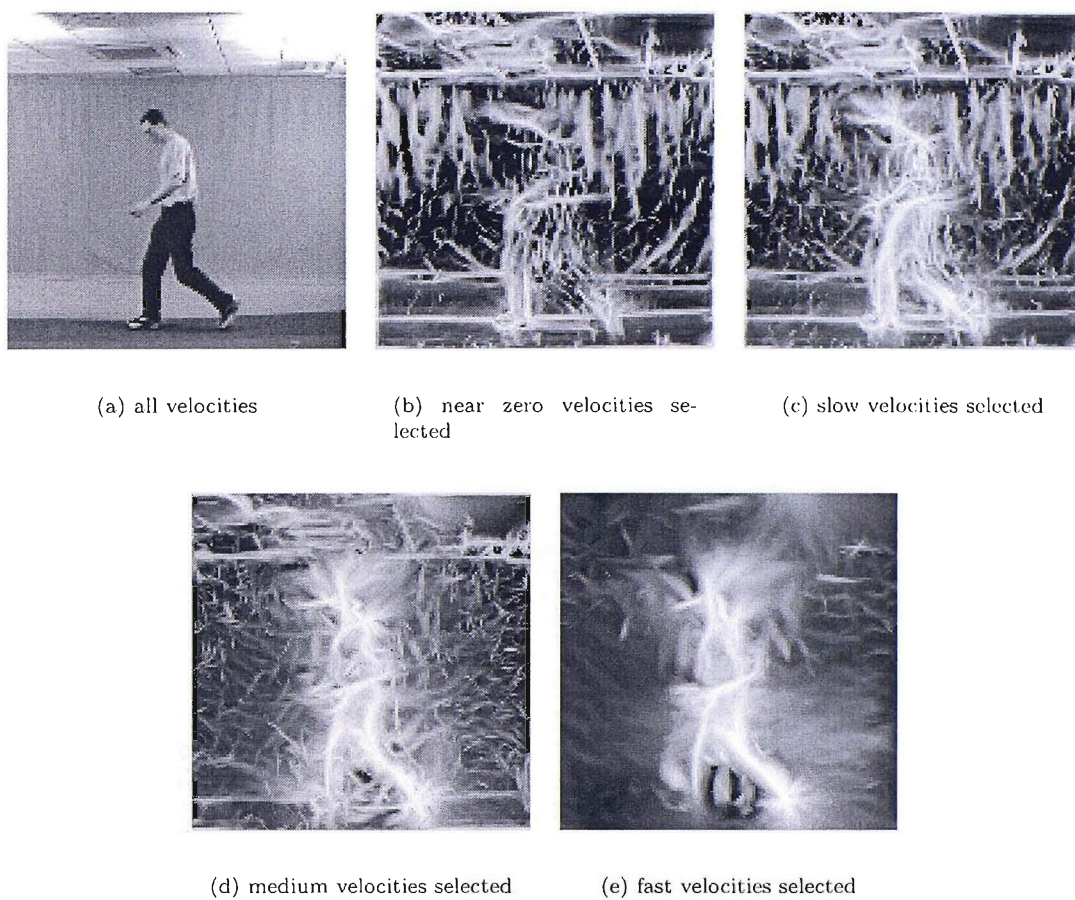 (a) all velocities
(b) near zero velocities se-
lected
(c) slow velocities selected
(d) medium velocities selected
(e) fast velocities selected